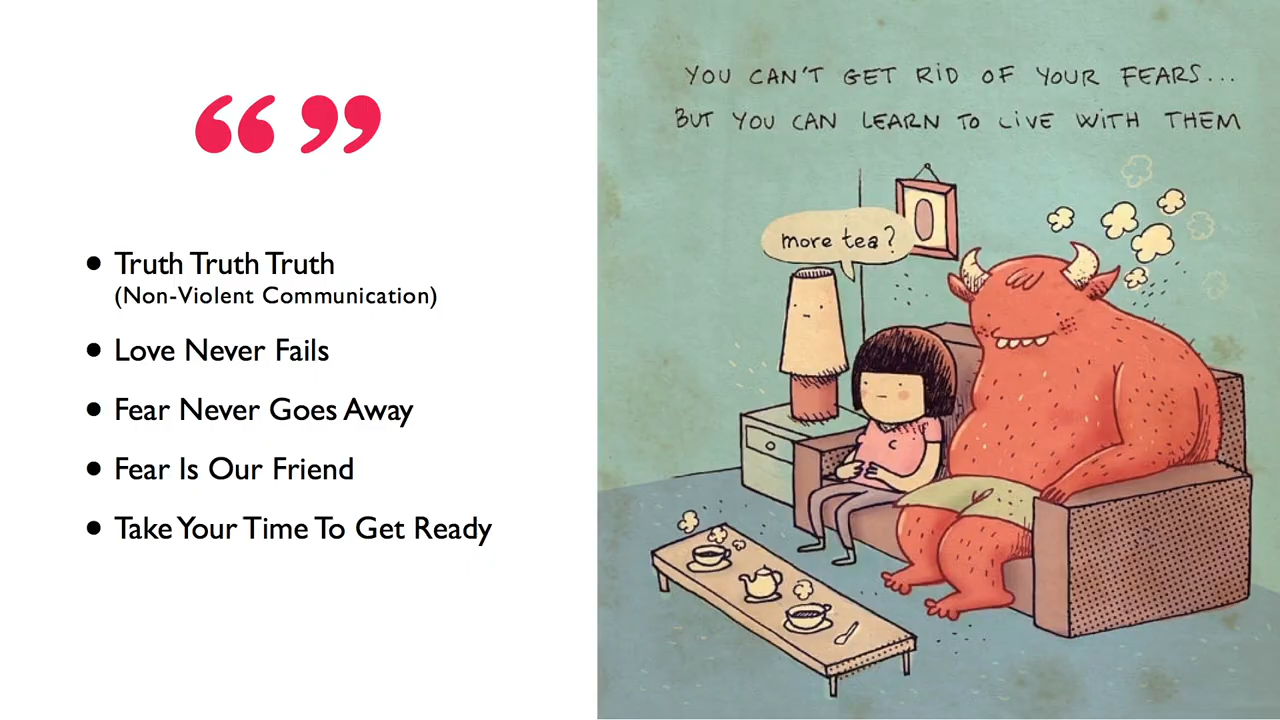 “ ”
• Truth Truth Truth
(Non-Violent Communication)
• Love Never Fails
• Fear Never Goes Away
• Fear Is Our Friend
• Take Your Time To Get Ready
YOU CAN'T GET RiD OF YOUR FEARS...
BUT YOU CAN LEARN TO LiVE WiTH THEM
more tea?